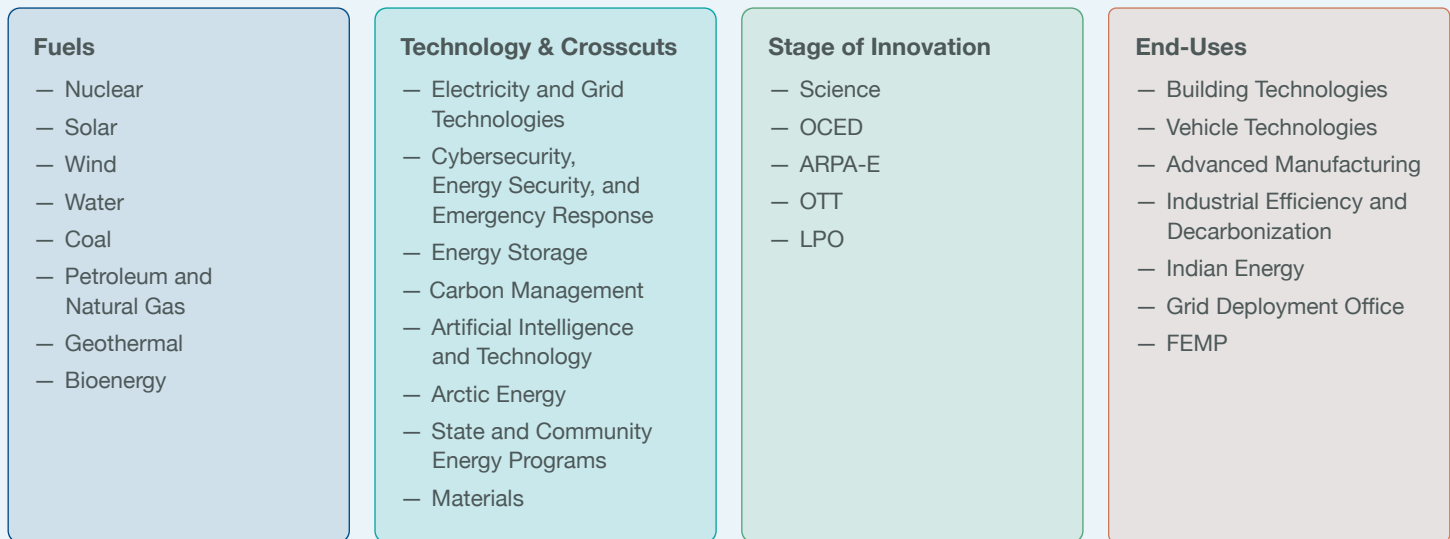 Fuels
— Nuclear
— Solar
— Wind
— Water
— Coal
— Petroleum and
Natural Gas
— Geothermal
— Bioenergy
Technology & Crosscuts
— Electricity and Grid
Technologies
— Cybersecurity,
Energy Security, and
Emergency Response
— Energy Storage
— Carbon Management
— Artificial Intelligence
and Technology
— Arctic Energy
— State and Community
Energy Programs
— Materials
Stage of Innovation
— Science
— OCED
— ARPA-E
— OTT
— LPO
End-Uses
— Building Technologies
— Vehicle Technologies
— Advanced Manufacturing
— Industrial Efficiency and
Decarbonization
— Indian Energy
— Grid Deployment Office
— FEMP